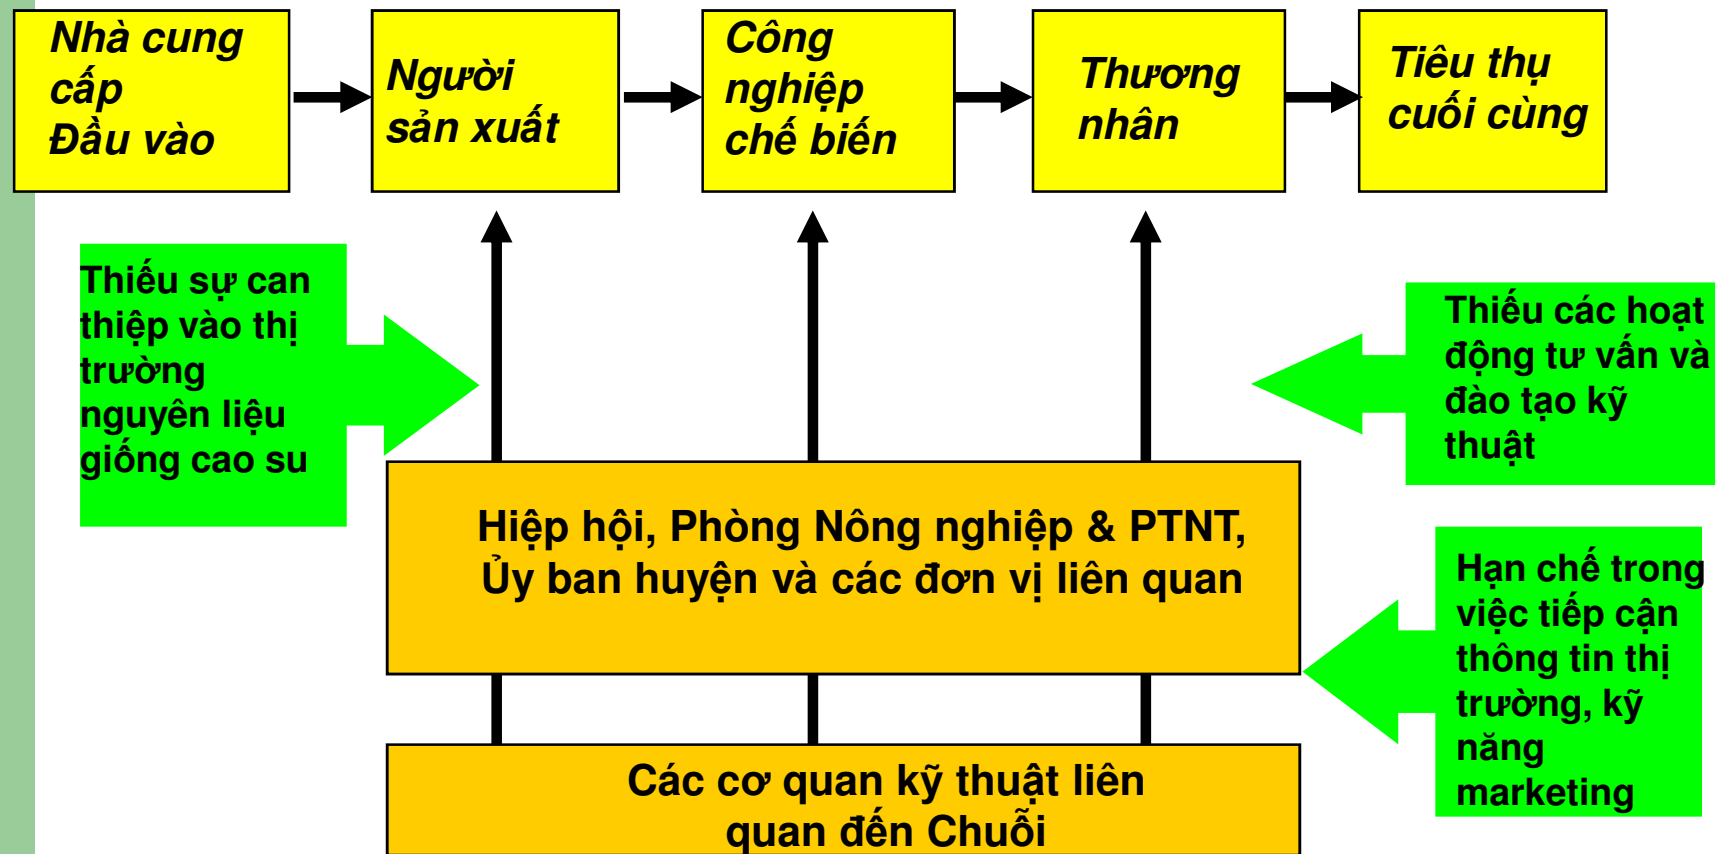 Nhà cung
cấp
Đầu vào
Người
sản xuất
Công
nghiệp
chế biến
Thương
nhân
Tiêu thụ
cuối cùng
Thiếu sự can
thiệp vào thị
trường
nguyên liệu
giống cao su
Thiếu các hoạt
động tư vấn và
đào tạo kỹ
thuật
Hiệp hội, Phòng Nông nghiệp & PTNT,
Ủy ban huyện và các đơn vị liên quan
Hạn chế trong
việc tiếp cận
thông tin thị
trường, kỹ
năng
marketing
Các cơ quan kỹ thuật liên
quan đến Chuỗi